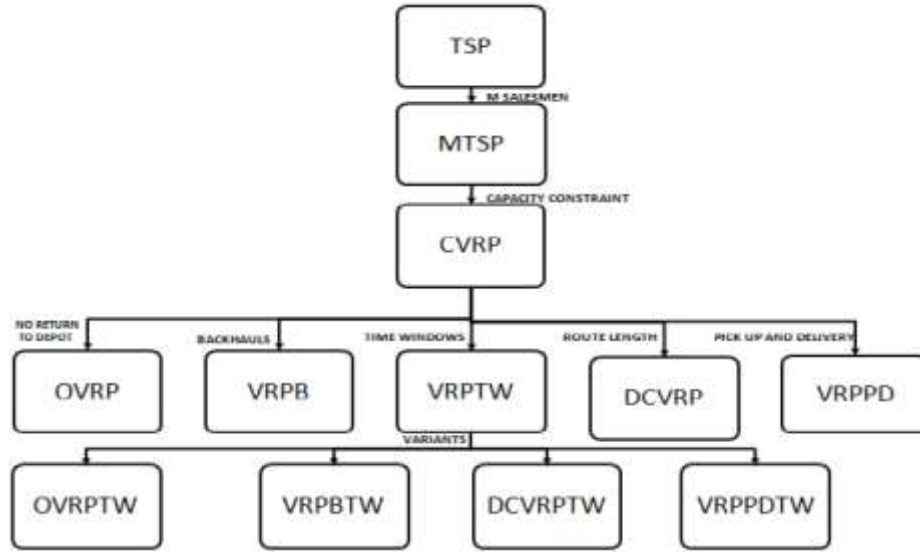 TSP
M SALESMEN
MTSP
CAPACITY CONSTRAINT
CVRP
NO RETURN
TO DEPOT
BACKHAULS
TIME WINDOWS
ROUTE LENGTH
PICK UP AND DELIVERY
OVRP
VRPB
VRPTW
DCVRP
VRPPD
VARIANTS
OVRPTW
VRPBTW
DCVRPTW
VRPPDTW